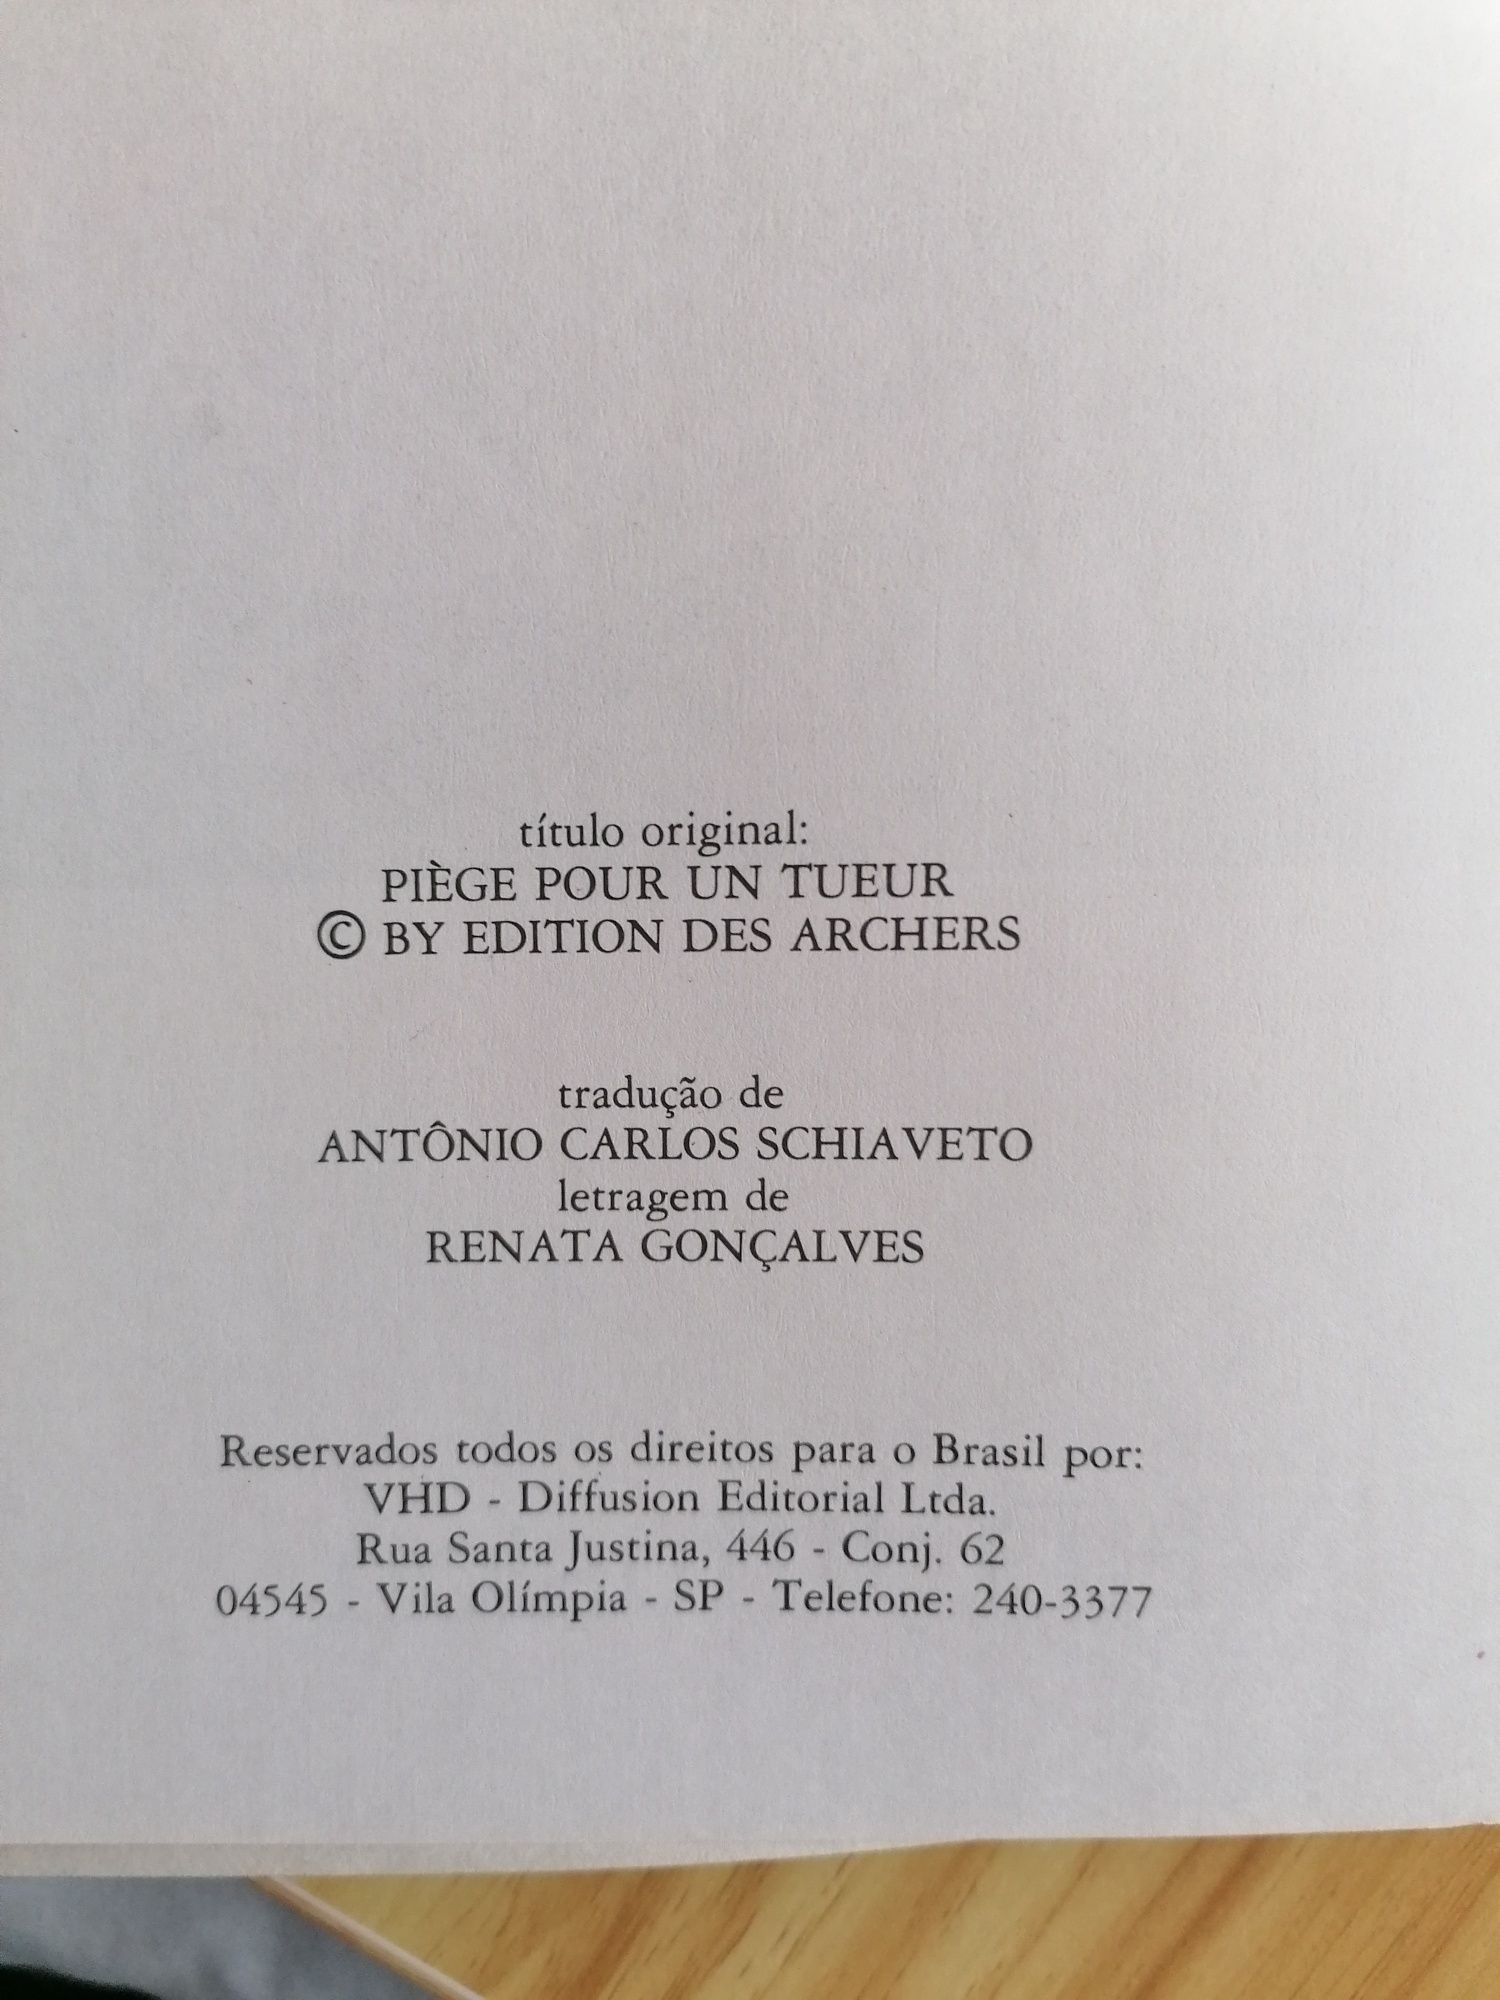 título original:
PIÈGE POUR UN TUEUR
© BY EDITION DES ARCHERS
tradução de
ANTÔNIO CARLOS SCHIAVETO
letragem de
RENATA GONÇALVES
Reservados todos os direitos para o Brasil por:
VHD - Diffusion Editorial Ltda.
Rua Santa Justina, 446 - Conj. 62
04545 - Vila Olímpia - SP - Telefone: 240-3377